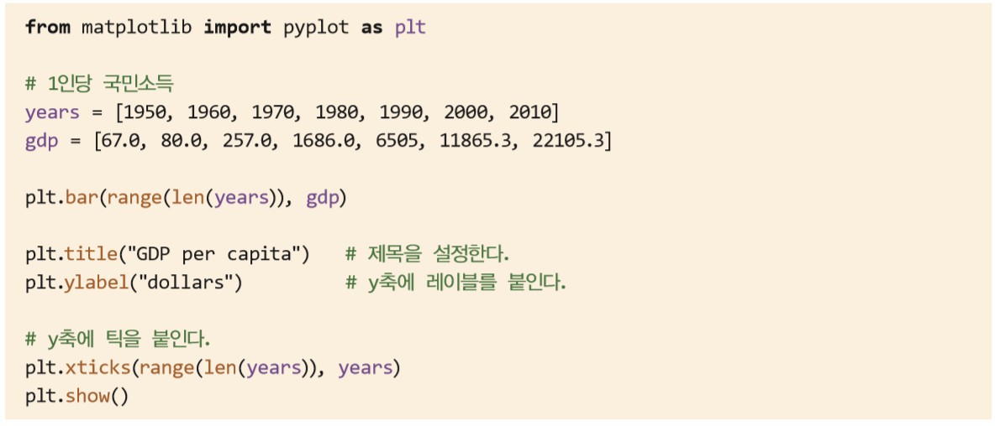 from matplotlib import pyplot as plt
# 1인당 국민소득
years = [1950, 1960, 1970, 1980, 1990, 2000, 2010]
gdp = [67.0, 80.0, 257.0, 1686.0, 6505, 11865.3, 22105.3]
plt.bar(range(len(years)), gdp)
plt.title("GDP per capita") # 제목을 설정한다.
plt.ylabel("dollars") # y축에 레이블를 붙인다.
# y축에 틱을 붙인다.
plt.xticks(range(len(years)), years)
plt.show()